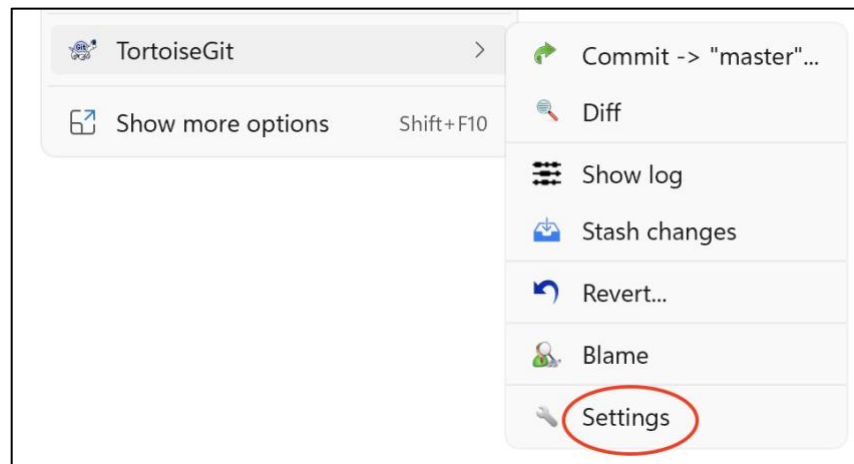 TortoiseGit
Show more options Shift+F10
Commit -> "master"...
Diff
Show log
Stash changes
Revert...
Blame
Settings